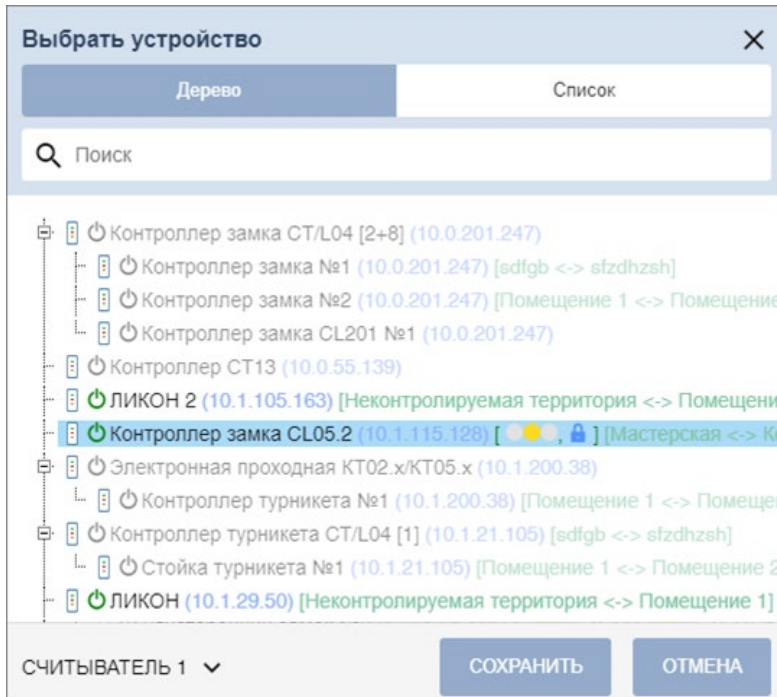 Выбрать устройство
Дерево Список
Поиск
Контроллер замка CT/L04 [2+8] (10.0.201.247)
Контроллер замка №1 (10.0.201.247) [sdfgb <-> sfzdhzsh]
Контроллер замка №2 (10.0.201.247) [Помещение 1 <-> Помещение
Контроллер замка CL201 №1 (10.0.201.247)
Контроллер CT13 (10.0.55.139)
ЛИКОН 2 (10.1.105.163) [Неконтролируемая территория <-> Помещени
Контроллер замка CL05.2 (10.1.115.128) [ , ] [Мастерская <-> Ко
Электронная проходная КТ02.х/КТ05.х (10.1.200.38)
Контроллер турникета №1 (10.1.200.38) [Помещение 1 <-> Помеще
Контроллер турникета CT/L04 [1] (10.1.21.105) [sdfgb <-> sfzdhzsh]
Стойка турникета №1 (10.1.21.105) [Помещение 1 <-> Помещение 2
ЛИКОН (10.1.29.50) [Неконтролируемая территория <-> Помещение 1]
СЧИТЫВАТЕЛЬ 1 СОХРАНИТЬ ОТМЕНА